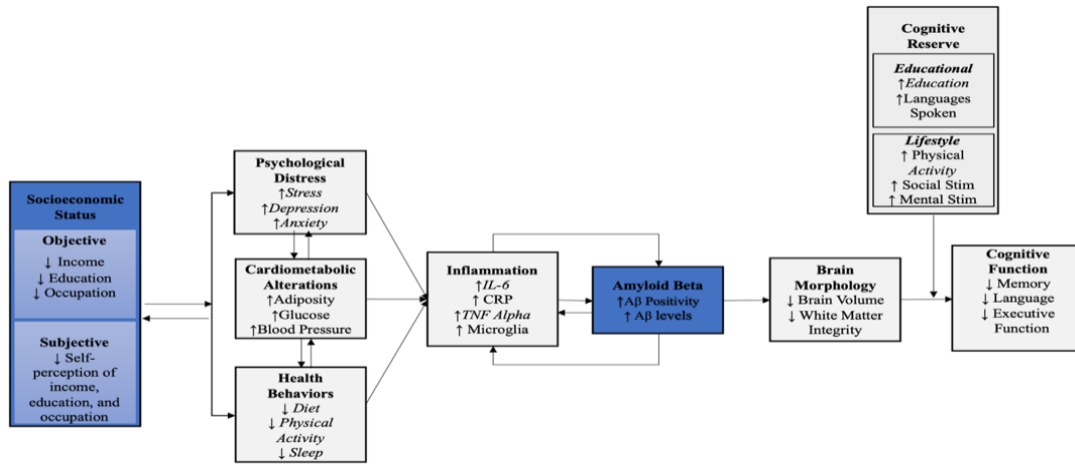 Socioeconomic
Status
Objective
↓ Income
↓ Education
↓ Occupation
Subjective
↓ Self-
perception of
income,
education, and
occupation
Psychological
Distress
↑Stress
↑Depression
↑Anxiety
Cardiometabolic
Alterations
↑Adiposity
↑Glucose
↑Blood Pressure
Health
Behaviors
↓ Diet
↓ Physical
Activity
↓ Sleep
Inflammation
↑IL-6
↑ CRP
↑TNF Alpha
↑ Microglia
Amyloid Beta
↑Aβ Positivity
↑ Aβ levels
Brain
Morphology
↓ Brain Volume
↓ White Matter
Integrity
Cognitive
Reserve
Educational
↑Education
↑Languages
Spoken
Lifestyle
↑ Physical
Activity
↑ Social Stim
↑ Mental Stim
Cognitive
Function
↓ Memory
↓ Language
↓ Executive
Function